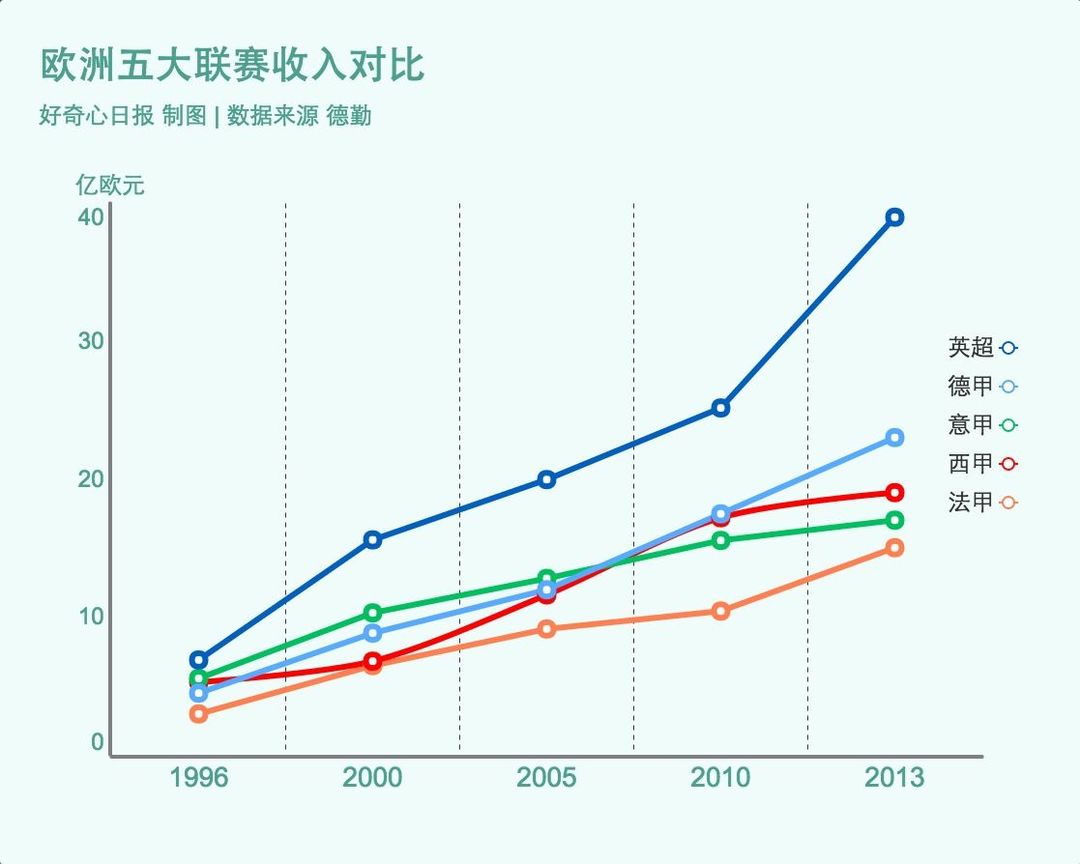 欧洲五大联赛收入对比
好奇心日报 制图 | 数据来源 德勤
亿欧元
40
30
20
10
0
1996 2000 2005 2010 2013
英超
德甲
意甲
西甲
法甲